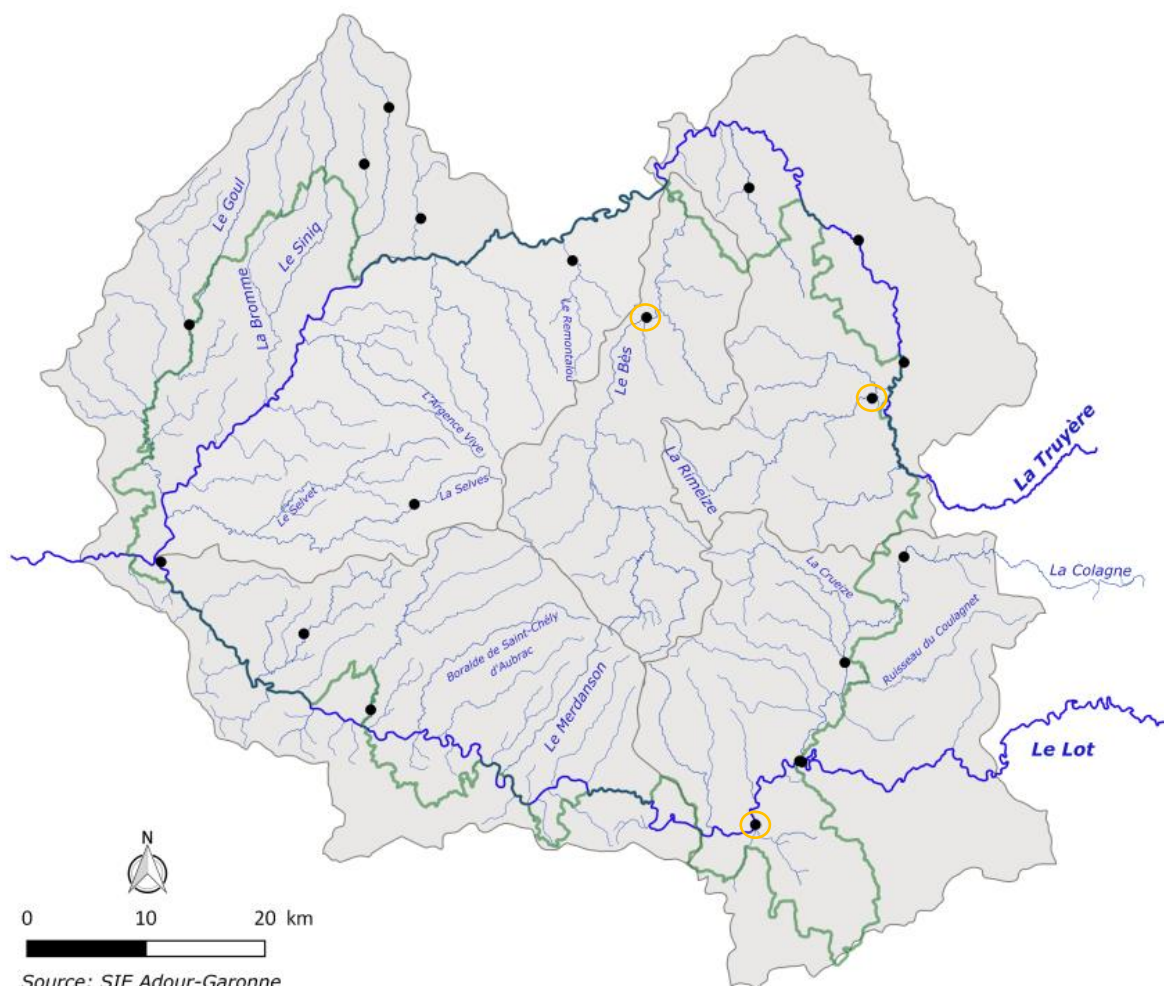 Le Goul
Le Siniq
La Bromme
Le Remontalou
Le Bès
L'Argence Vive
La Rimeize
La Truyère
La Selves
Le Selvet
La Colagne
La Crueize
Ruisseau du Coulagnet
Boralde de Saint-Chély
d'Aubrac
Le Merdanson
Le Lot
N
0 10 20 km
Source: SIE Adour-Garonne